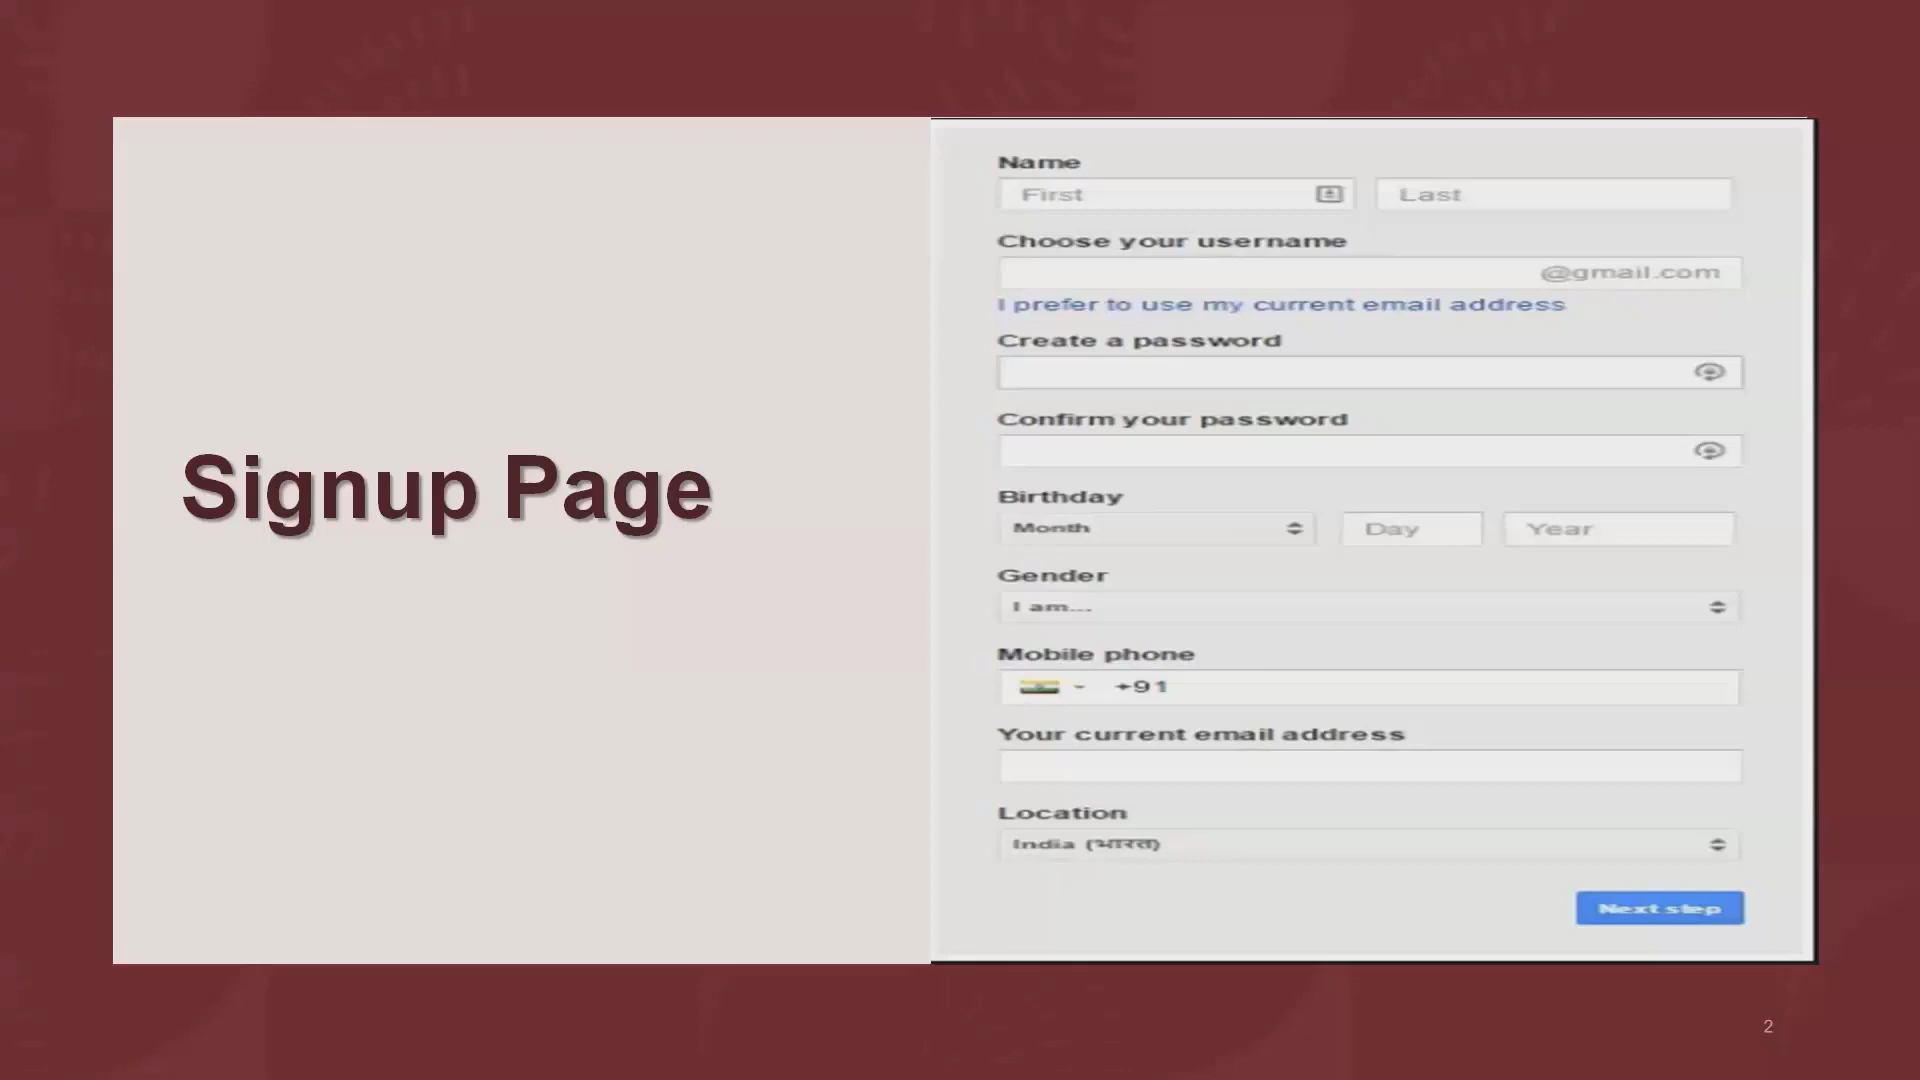 Signup Page
Name
First Last
Choose your username
@gmail.com
I prefer to use my current email address
Create a password
Confirm your password
Birthday
Month Day Year
Gender
I am...
Mobile phone
+91
Your current email address
Location
India (भारत)
Next step
2